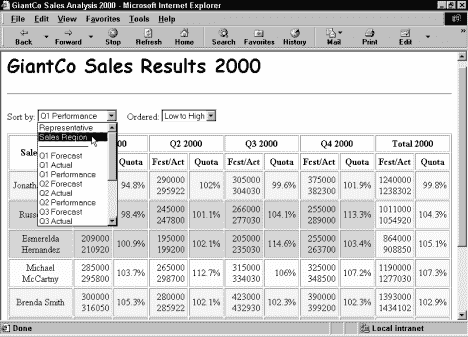 GiantCo Sales Analysis 2000 - Microsoft Internet Explorer
File Edit View Favorites Tools Help
Back Forward Stop Refresh Home Search Favorites History Mail Print Edit
GiantCo Sales Results 2000
Sort by: Q1 Performance Ordered: Low to High
Representative
Sales Region
Q1 Forecast
Q1 Actual
Q1 Performance
Q2 Forecast
Q2 Actual
Q2 Performance
Q3 Forecast
Q3 Actual
Sale 00 Q2 2000 Q3 2000 Q4 2000 Total 2000
Quota Fcst/Act Quota Fcst/Act Quota Fcst/Act Quota Fcst/Act Quota
Jonath 94.8% 290000 102% 305000 99.6% 375000 101.9% 1240000 99.8%
295922 304030 382300 1238302
Russ 98.4% 245000 101.1% 266000 104.1% 255000 113.3% 1011000 104.3%
247800 277030 289000 1054920
Esmerelda 209000 100.9% 195000 102.1% 205000 114.6% 255000 103.4% 864000 105.1%
Hernandez 210920 199200 235030 263700 908850
Michael 285000 103.7% 265000 112.7% 315000 106% 325000 107.2% 1190000 107.3%
McCartny 295800 298700 334030 348500 1277030
Brenda Smith 300000 105.3% 280000 102.1% 423000 102.3% 390000 102.3% 1393000 102.9%
316050 285922 432930 399200 1434102
Done Local intranet